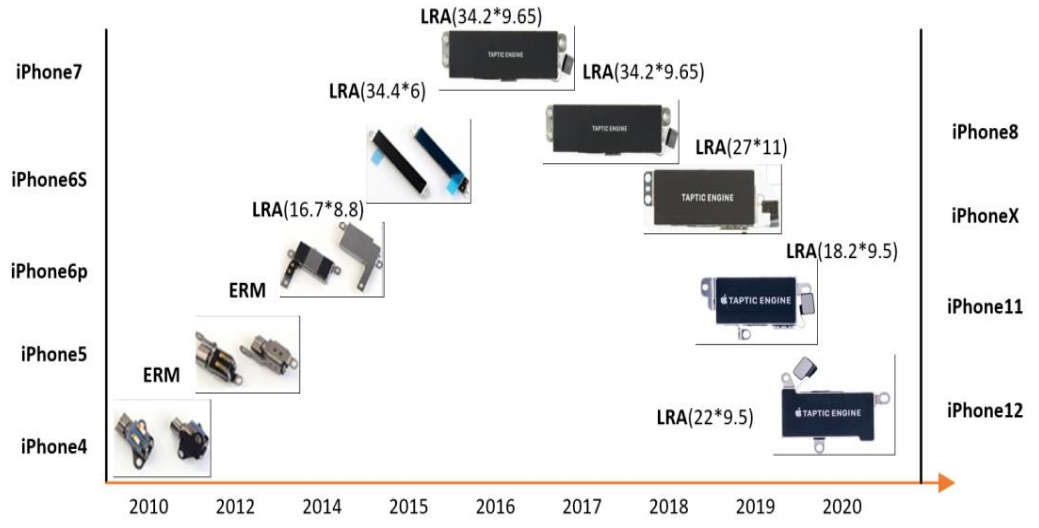 LRA(34.2*9.65)
TAPTIC ENGINE
iPhone7
LRA(34.2*9.65)
LRA(34.4*6)
TAPTIC ENGINE
iPhone8
LRA(27*11)
iPhone6S
TAPTIC ENGINE
LRA(16.7*8.8)
iPhoneX
LRA(18.2*9.5)
iPhone6p
ERM
TAPTIC ENGINE
iPhone11
iPhone5
ERM
LRA(22*9.5)
TAPTIC ENGINE
iPhone12
iPhone4
2010 2012 2014 2015 2016 2017 2018 2019 2020